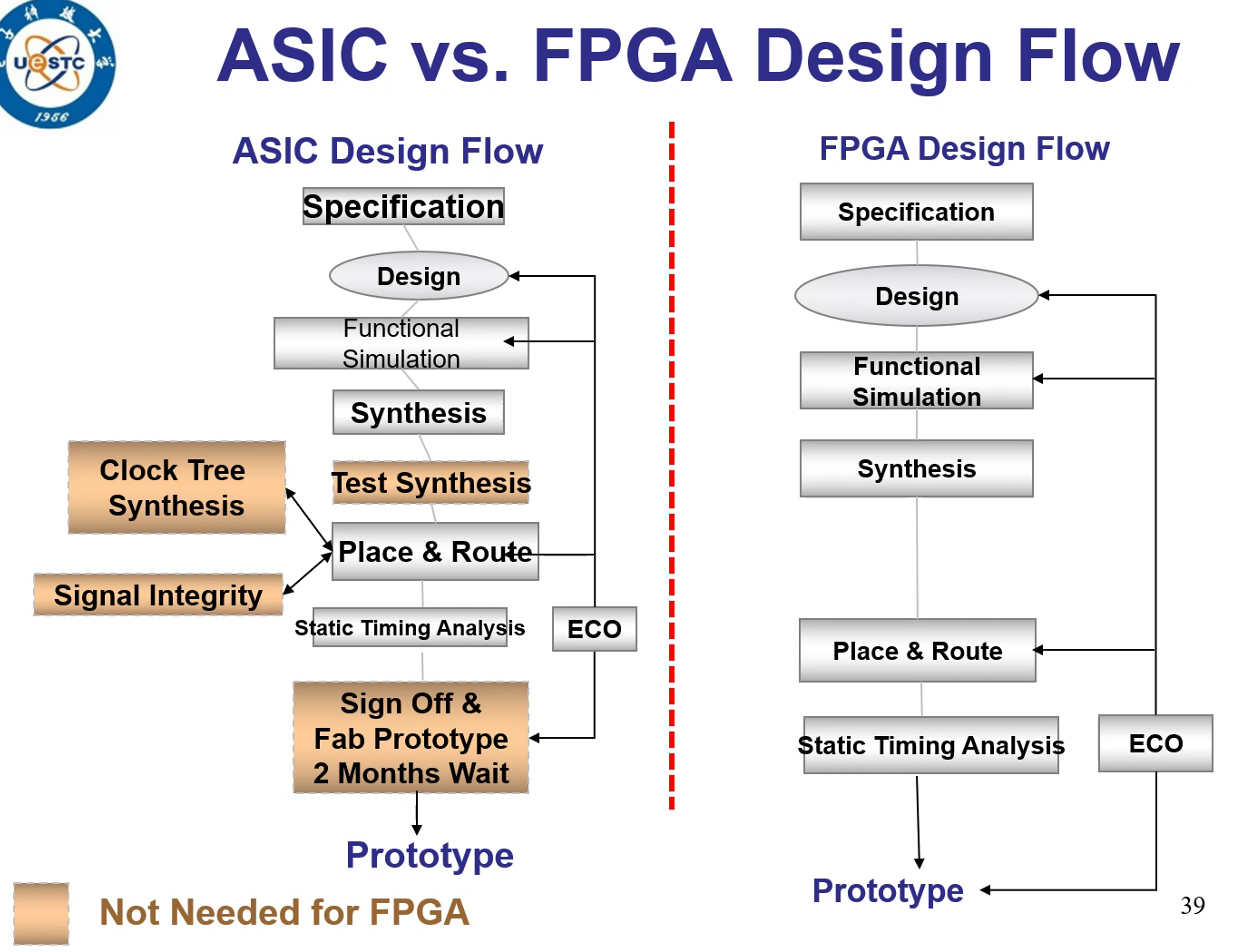 UeSTC
1956
ASIC vs. FPGA Design Flow
ASIC Design Flow
Specification
Design
Functional
Simulation
Synthesis
Clock Tree
Synthesis
Test Synthesis
Place & Route
Signal Integrity
Static Timing Analysis
ECO
Sign Off &
Fab Prototype
2 Months Wait
Prototype
Not Needed for FPGA
FPGA Design Flow
Specification
Design
Functional
Simulation
Synthesis
Place & Route
Static Timing Analysis
ECO
Prototype
39